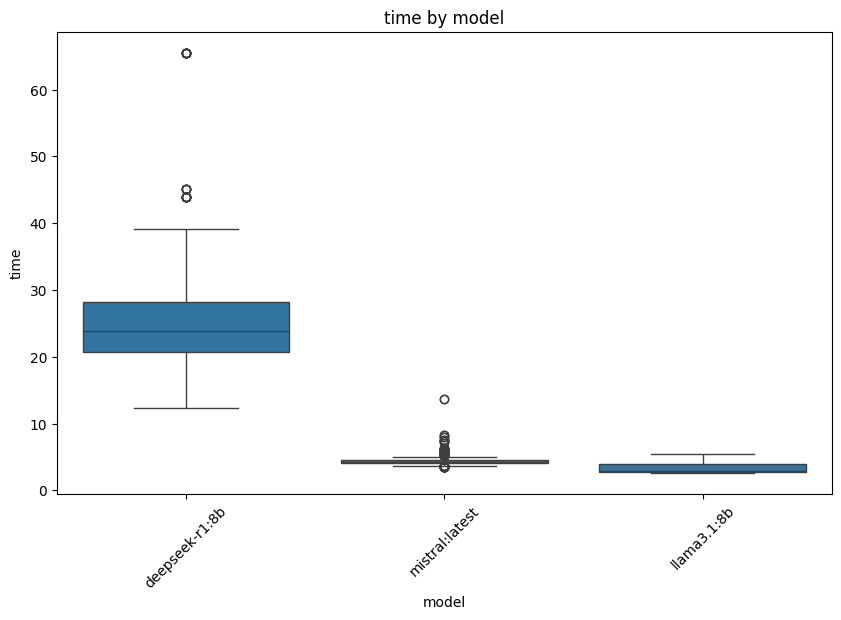 time by model
time
60
50
40
30
20
10
0
deepseek-r1:8b
mistral:latest
llama3.1:8b
model